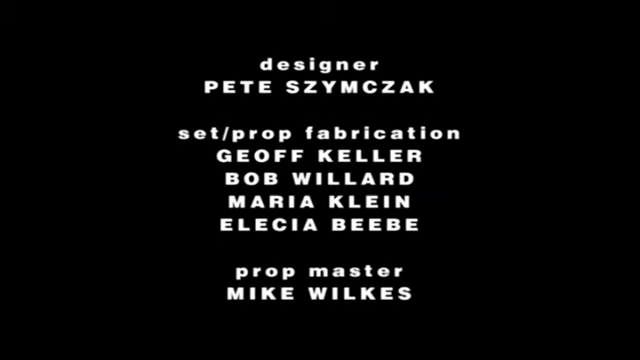 designer
PETE SZYMCZAK
set/prop fabrication
GEOFF KELLER
BOB WILLARD
MARIA KLEIN
ELECIA BEEBE
prop master
MIKE WILKES